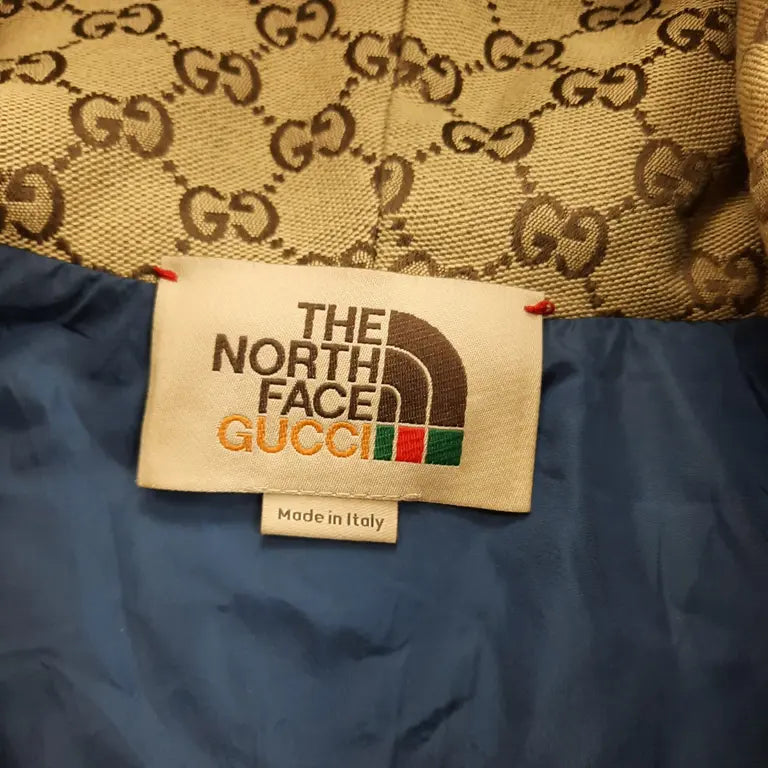 THE
NORTH
FACE
GUCCI
Made in Italy